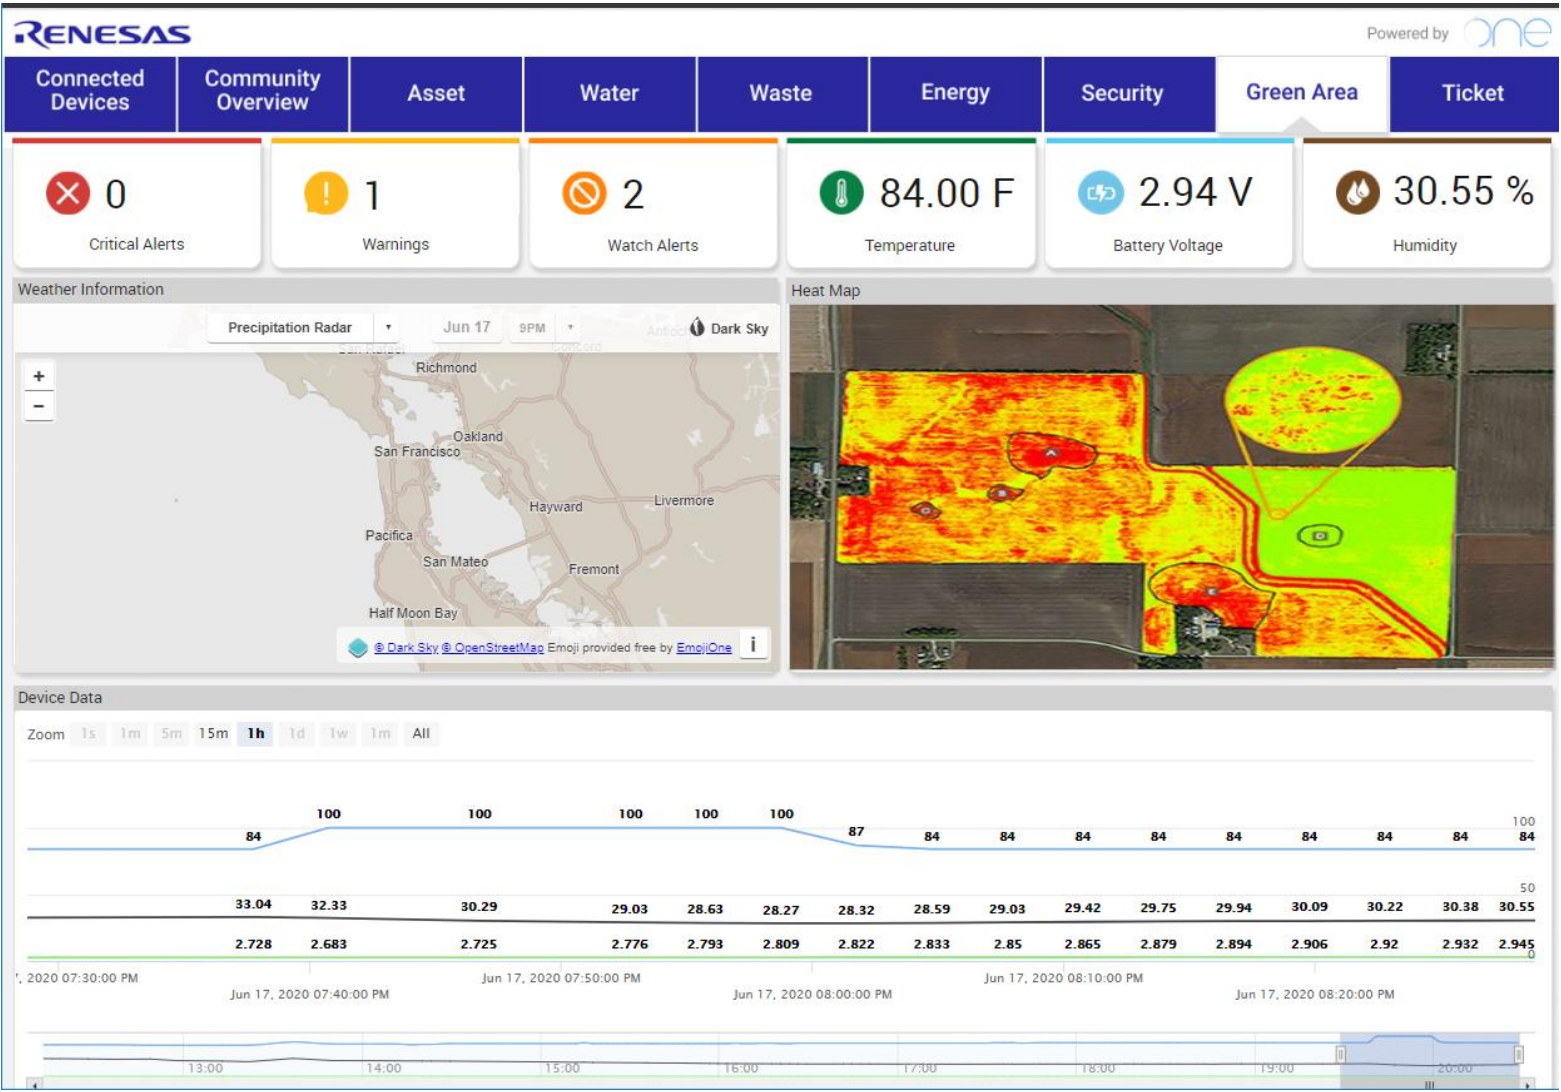 RENESAS
Powered by one
Connected Devices
Community Overview
Asset
Water
Waste
Energy
Security
Green Area
Ticket
0
Critical Alerts
1
Warnings
2
Watch Alerts
84.00 F
Temperature
2.94 V
Battery Voltage
30.55 %
Humidity
Weather Information
Precipitation Radar
Jun 17
9PM
Dark Sky
San Rafael
Concord
+
−
Richmond
Oakland
San Francisco
Hayward
Livermore
Pacifica
San Mateo
Fremont
Half Moon Bay
© Dark Sky © OpenStreetMap Emoji provided free by EmojiOne
i
Heat Map
Device Data
Zoom 1s 1m 5m 15m 1h 1d 1w 1m All
100 100 100 100 100
100
84 87 84 84 84 84 84 84 84 84 84
50
33.04 32.33 30.29 29.03 28.63 28.27 28.32 28.59 29.03 29.42 29.75 29.94 30.09 30.22 30.38 30.55
2.728 2.683 2.725 2.776 2.793 2.809 2.822 2.833 2.85 2.865 2.879 2.894 2.906 2.92 2.932 2.945
0
, 2020 07:30:00 PM
Jun 17, 2020 07:40:00 PM
Jun 17, 2020 07:50:00 PM
Jun 17, 2020 08:00:00 PM
Jun 17, 2020 08:10:00 PM
Jun 17, 2020 08:20:00 PM
13:00 14:00 15:00 16:00 17:00 18:00 19:00 20:00